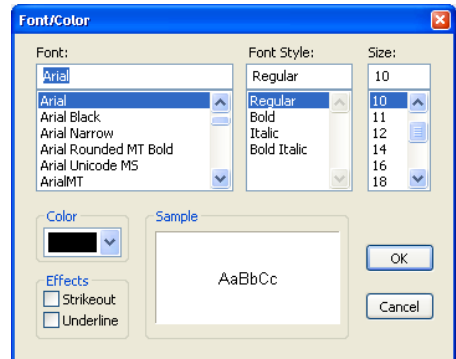 Font/Color
Font: Font Style: Size:
Arial Regular 10
Arial Regular 10
Arial Black Bold 11
Arial Narrow Italic 12
Arial Rounded MT Bold Bold Italic 14
Arial Unicode MS 16
ArialMT 18
Color Sample
AaBbCc
OK
Effects
Strikeout
Underline
Cancel